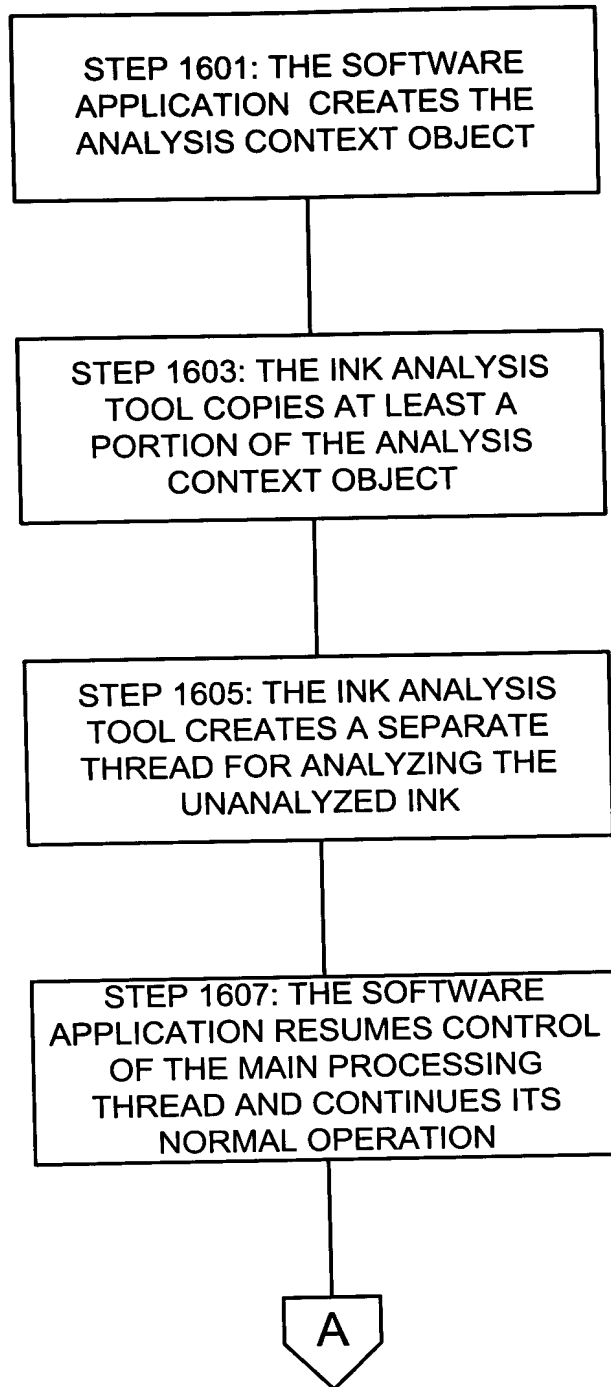 STEP 1601: THE SOFTWARE
APPLICATION CREATES THE
ANALYSIS CONTEXT OBJECT
STEP 1603: THE INK ANALYSIS
TOOL COPIES AT LEAST A
PORTION OF THE ANALYSIS
CONTEXT OBJECT
STEP 1605: THE INK ANALYSIS
TOOL CREATES A SEPARATE
THREAD FOR ANALYZING THE
UNANALYZED INK
STEP 1607: THE SOFTWARE
APPLICATION RESUMES CONTROL
OF THE MAIN PROCESSING
THREAD AND CONTINUES ITS
NORMAL OPERATION
A